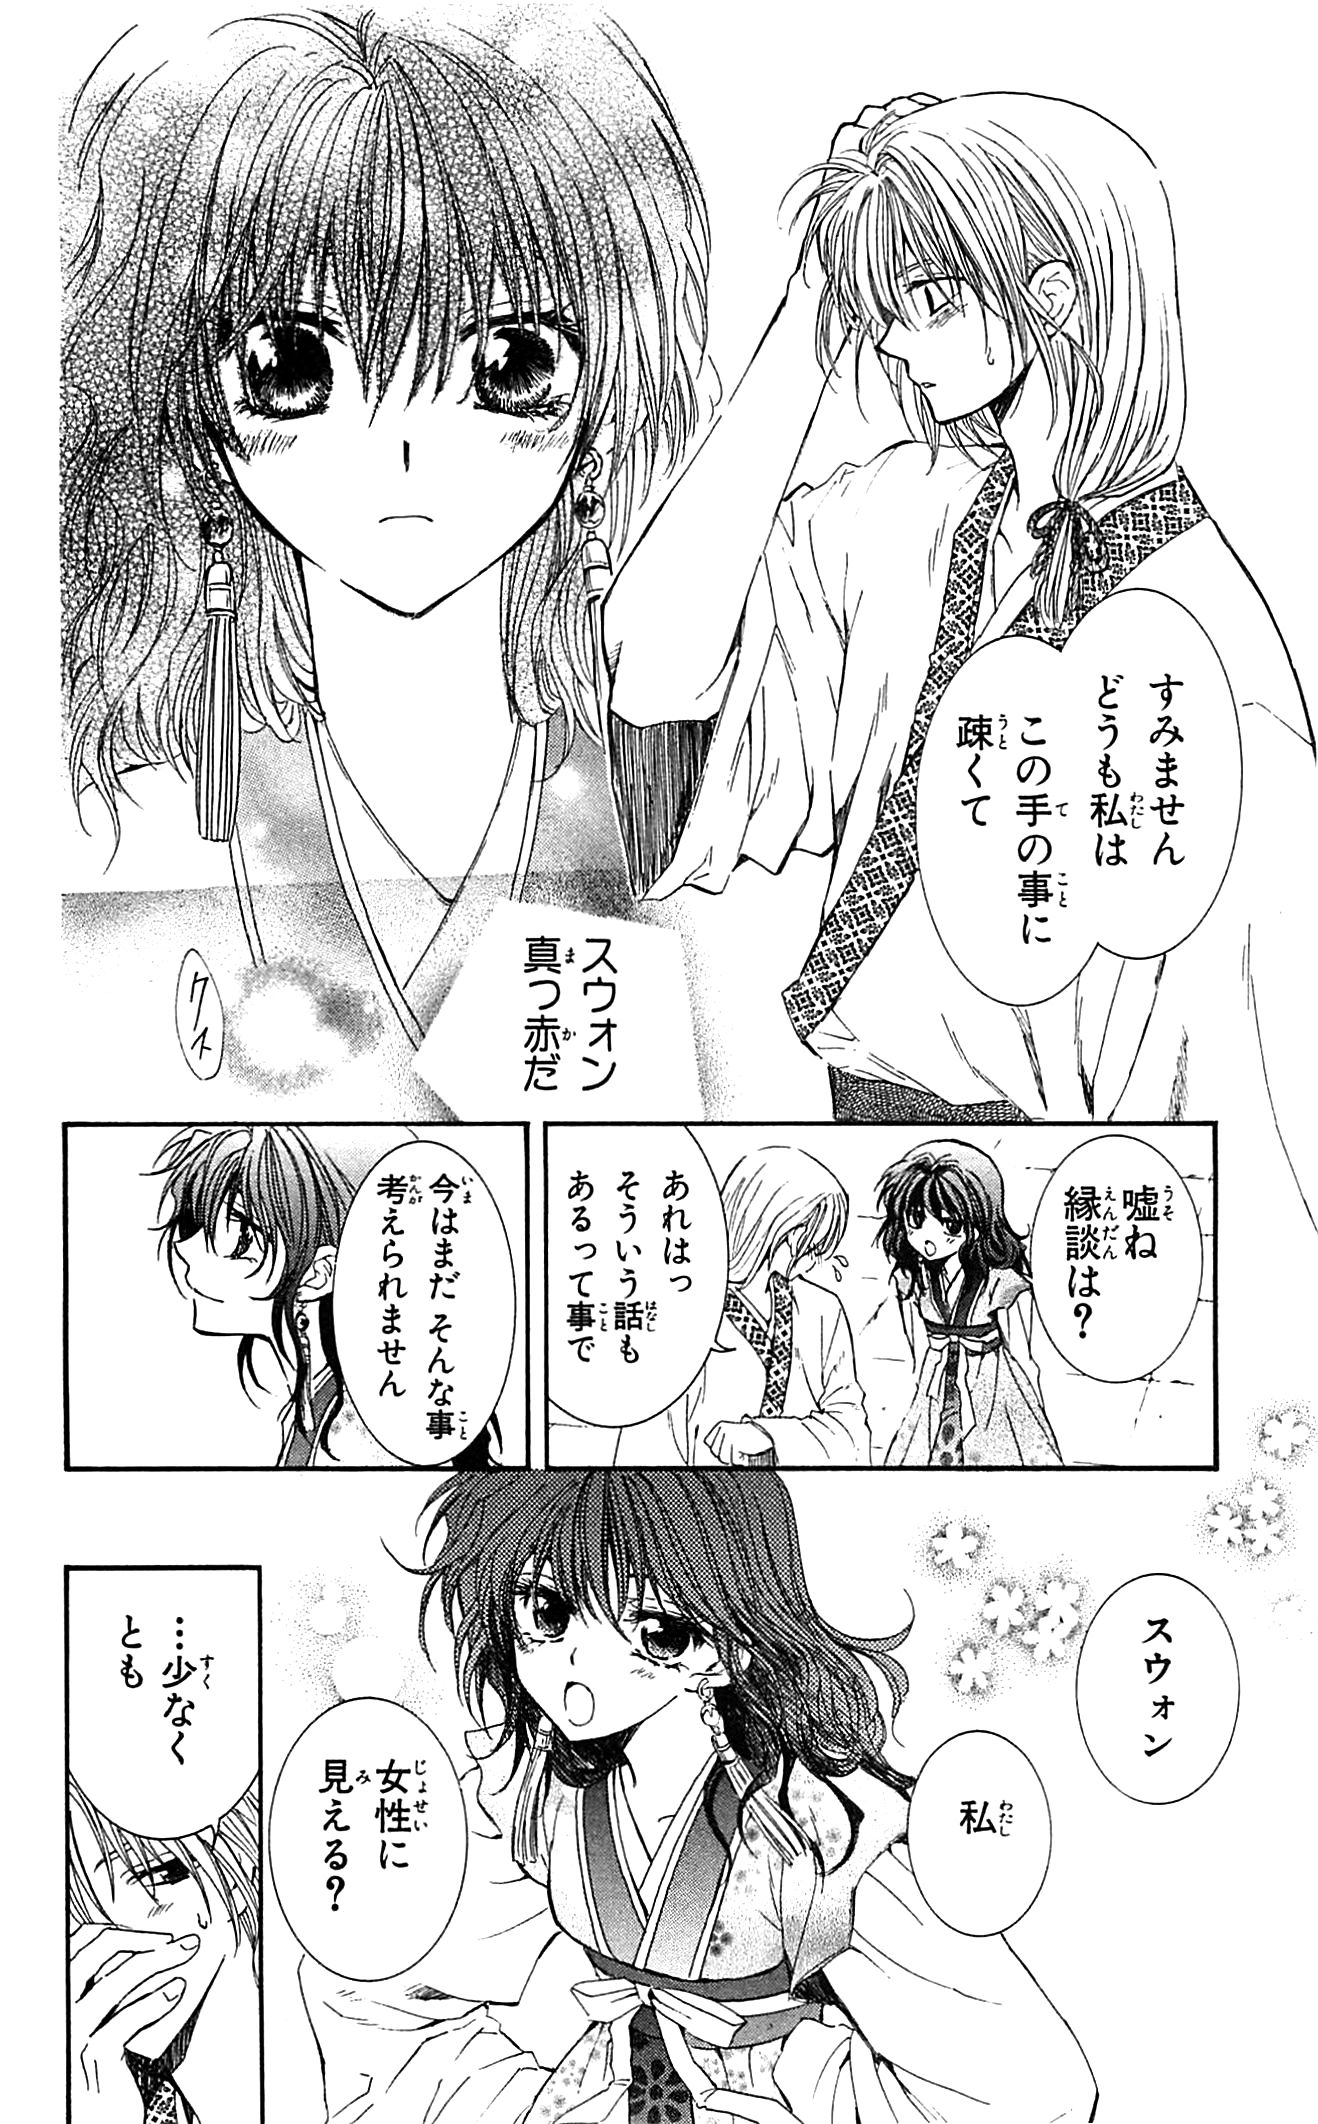 すみません
どうも私は
この手の事に
疎くて
スウォン
真っ赤だ
クス
嘘ね
縁談は？
あれはっ
そういう話も
あるって事で
今はまだ そんな事
考えられません
スウォン
私
女性に
見える？
…少なく
とも